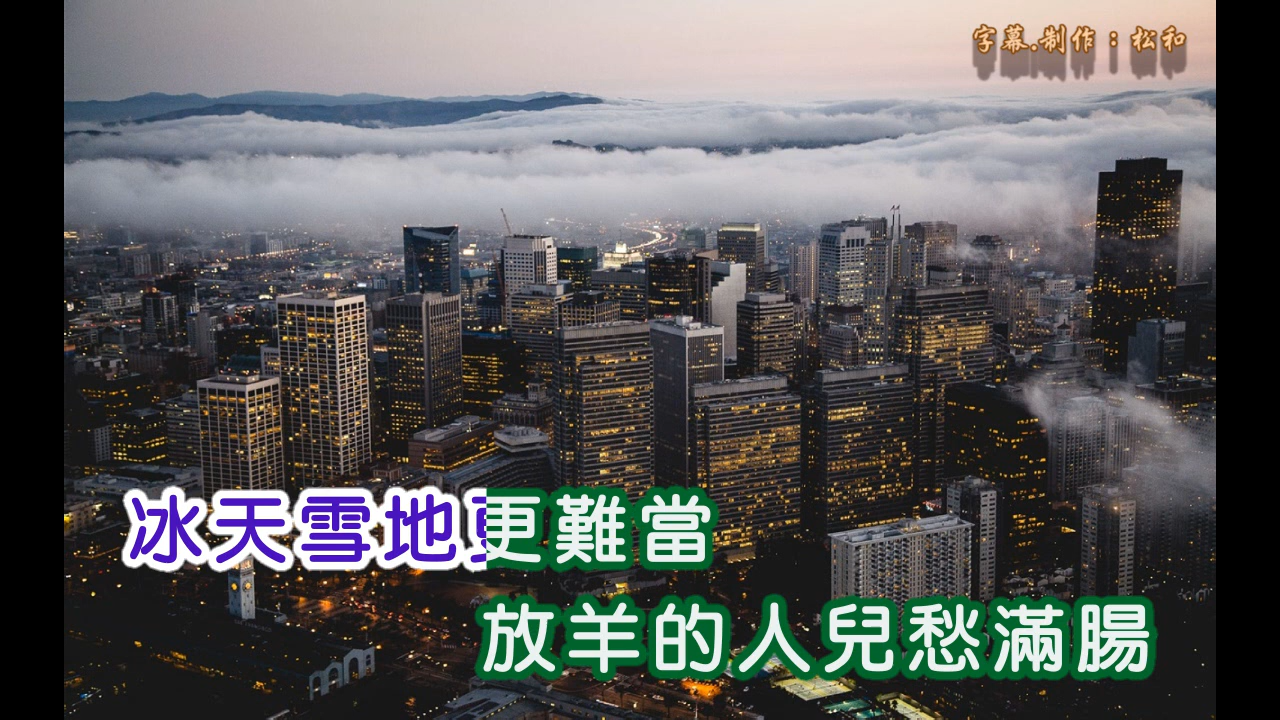 字幕.制作：松和
冰天雪地更難當
放羊的人兒愁滿腸